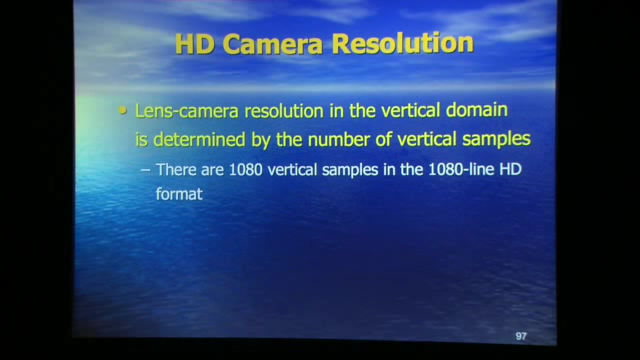 HD Camera Resolution
• Lens-camera resolution in the vertical domain
is determined by the number of vertical samples
– There are 1080 vertical samples in the 1080-line HD
format
97